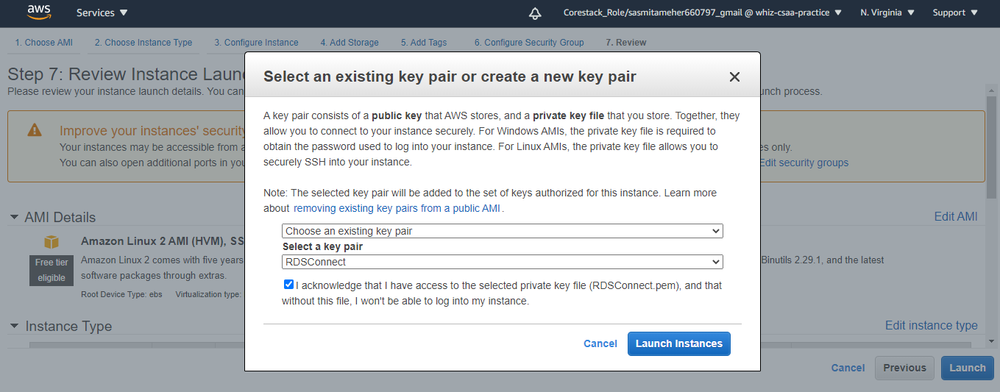 aws
Services
Corestack_Role/sasmitameher660797_gmail @ whiz-csaa-practice
N. Virginia
Support
1. Choose AMI
2. Choose Instance Type
3. Configure Instance
4. Add Storage
5. Add Tags
6. Configure Security Group
7. Review
Step 7: Review Instance Laun
Please review your instance launch details. You can
unch process.
Improve your instances' security
Your instances may be accessible from a
es only.
You can also open additional ports in you
Edit security groups
AMI Details
Edit AMI
Amazon Linux 2 AMI (HVM), SS
Free tier
eligible
Amazon Linux 2 comes with five years
Binutils 2.29.1, and the latest
software packages through extras.
Root Device Type: ebs
Virtualization type:
Instance Type
Edit instance type
Select an existing key pair or create a new key pair
A key pair consists of a public key that AWS stores, and a private key file that you store. Together, they
allow you to connect to your instance securely. For Windows AMIs, the private key file is required to
obtain the password used to log into your instance. For Linux AMIs, the private key file allows you to
securely SSH into your instance.
Note: The selected key pair will be added to the set of keys authorized for this instance. Learn more
about removing existing key pairs from a public AMI .
Choose an existing key pair
Select a key pair
RDSConnect
I acknowledge that I have access to the selected private key file (RDSConnect.pem), and that
without this file, I won't be able to log into my instance.
Cancel
Launch Instances
Cancel
Previous
Launch